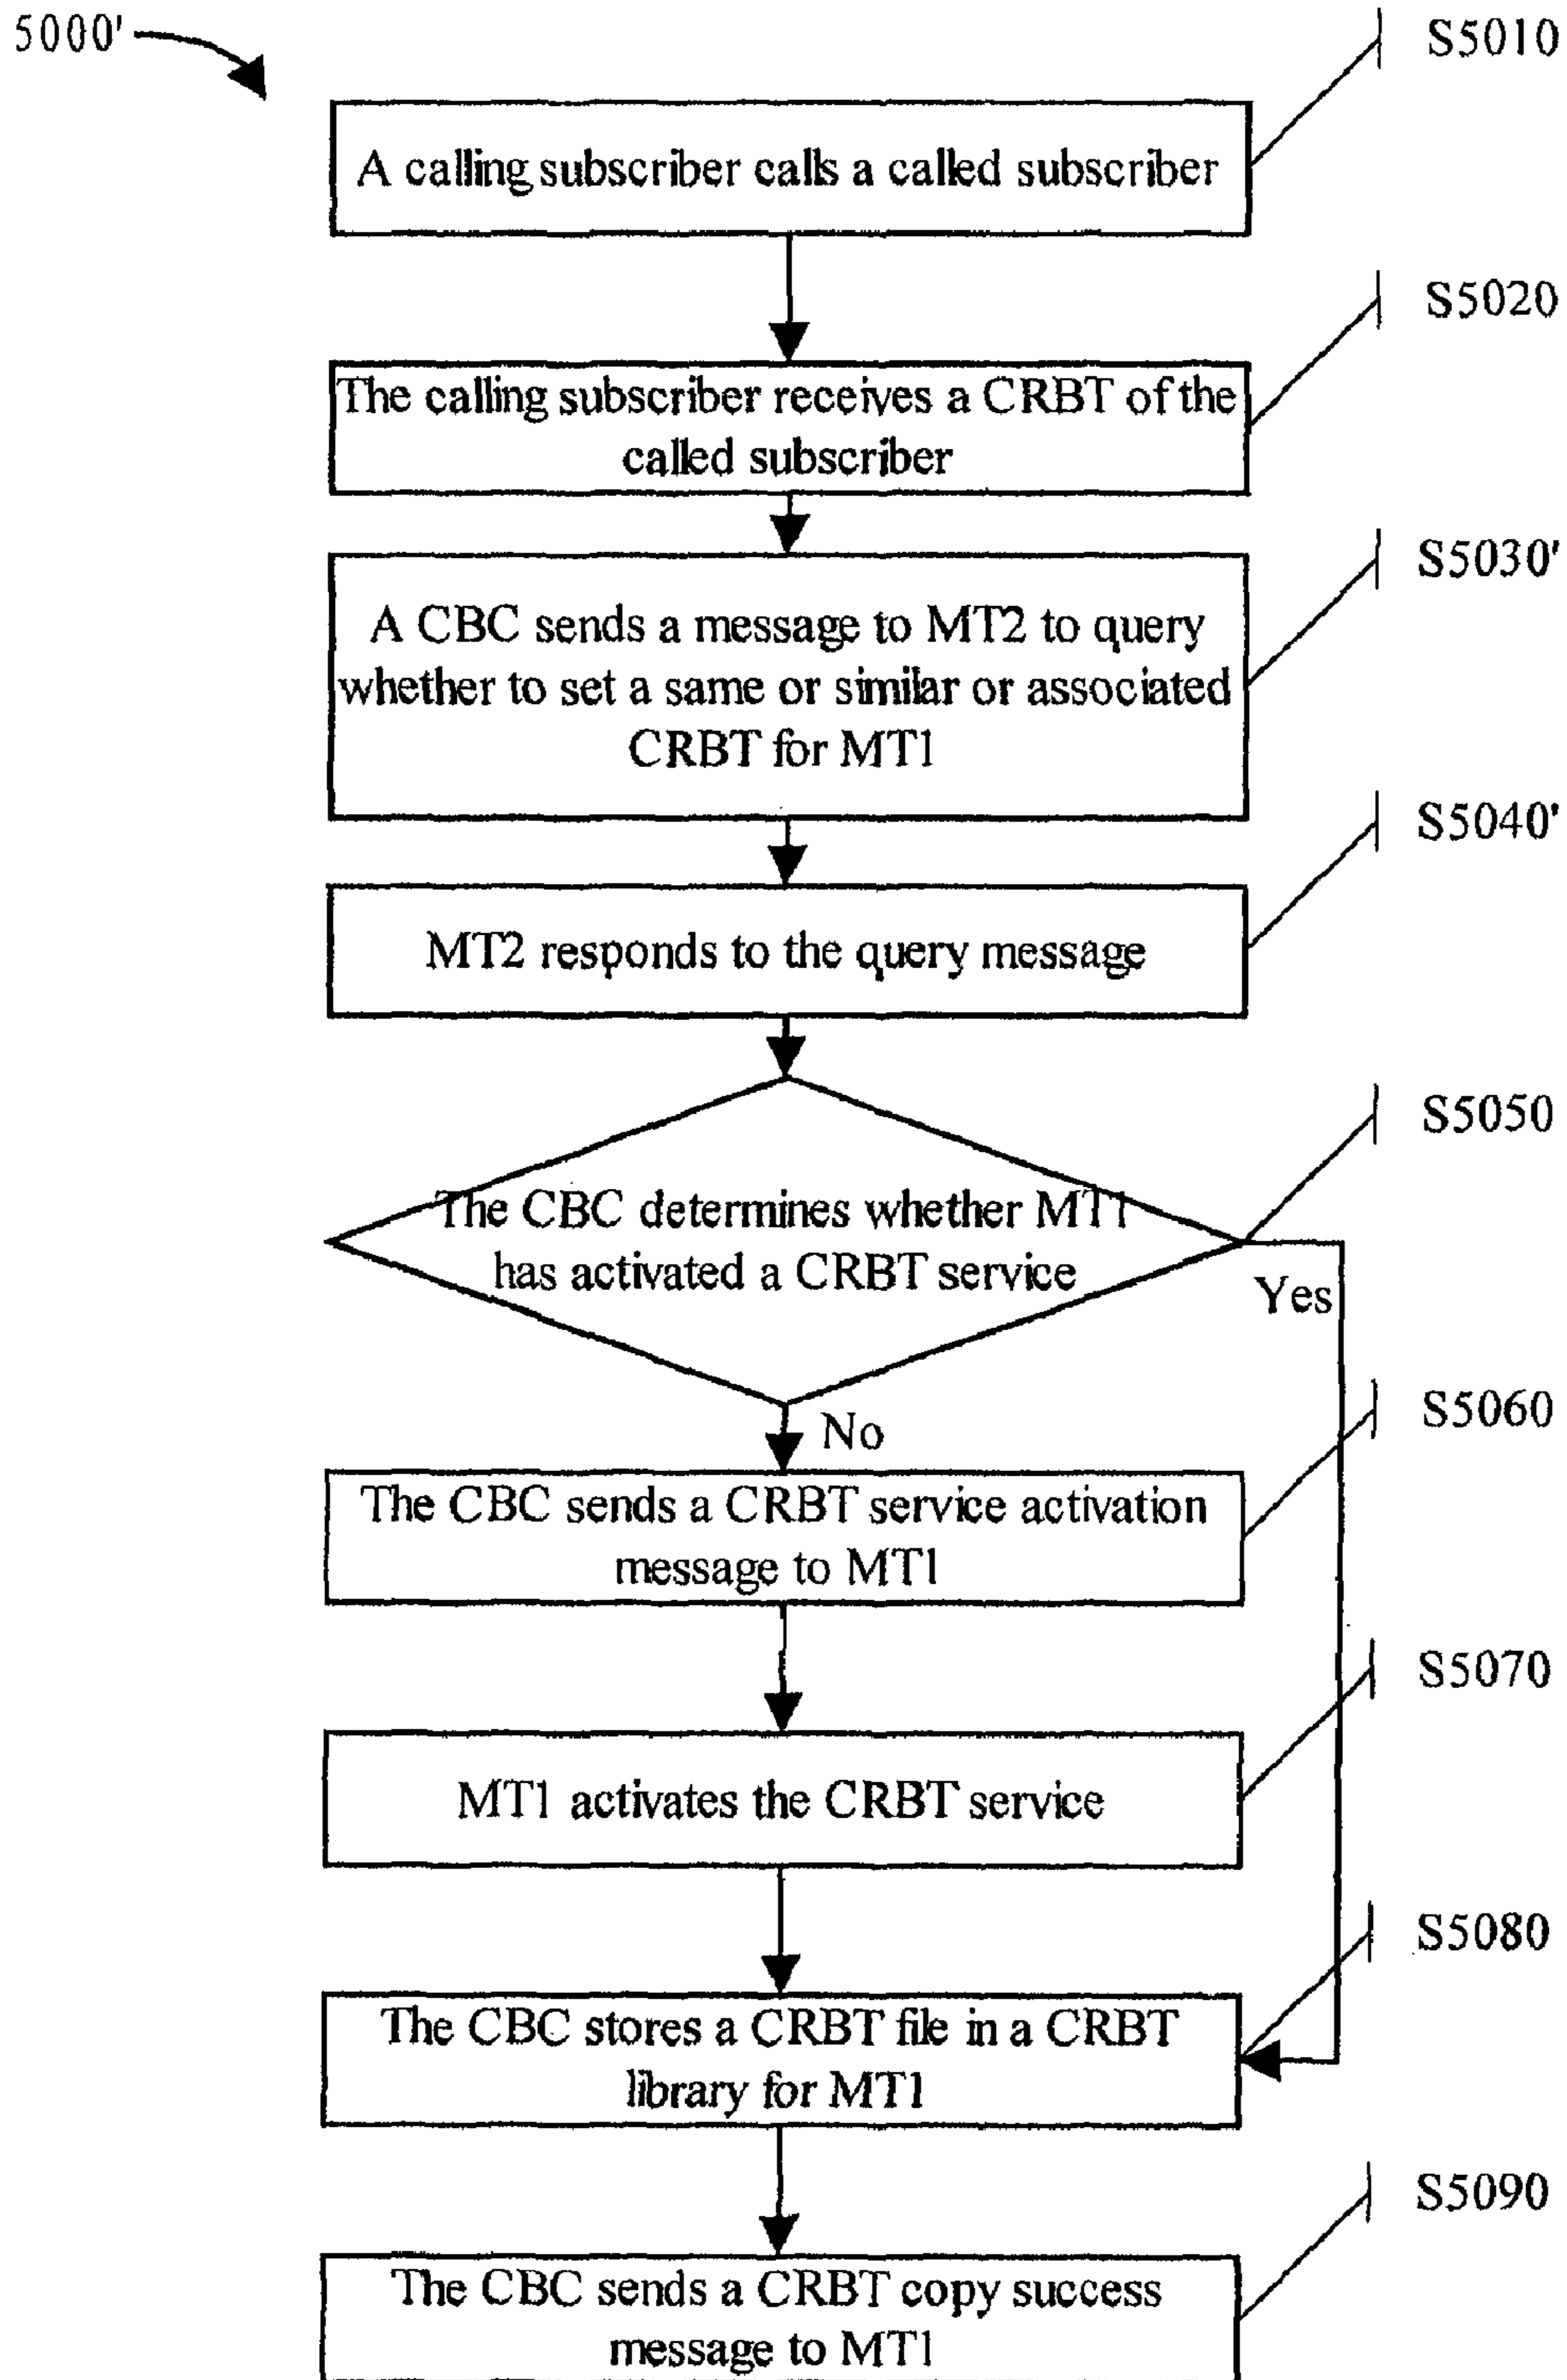 5000'
S5010
A calling subscriber calls a called subscriber
S5020
The calling subscriber receives a CRBT of the
called subscriber
S5030'
A CBC sends a message to MT2 to query
whether to set a same or similar or associated
CRBT for MT1
S5040'
MT2 responds to the query message
S5050
The CBC determines whether MT1
has activated a CRBT service
Yes
No
S5060
The CBC sends a CRBT service activation
message to MT1
S5070
MT1 activates the CRBT service
S5080
The CBC stores a CRBT file in a CRBT
library for MT1
S5090
The CBC sends a CRBT copy success
message to MT1